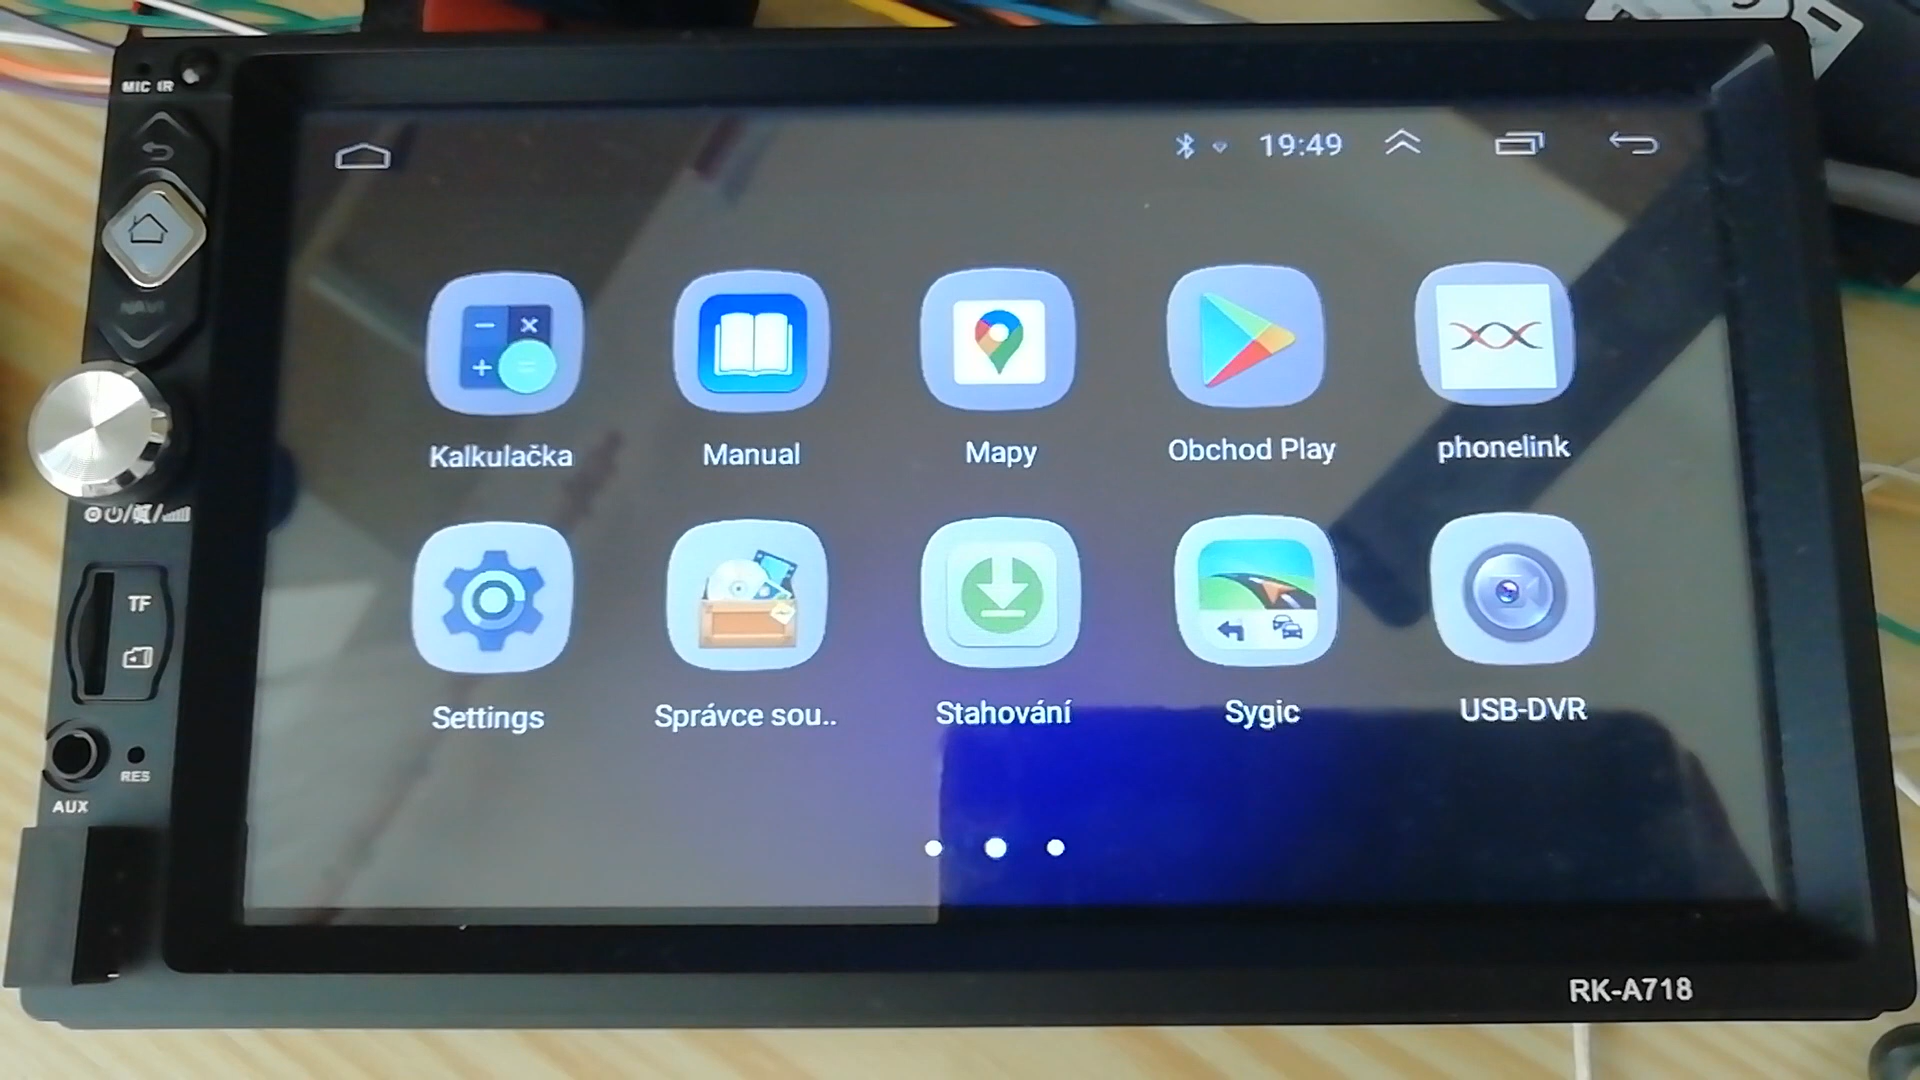 MIC IR
19:49
NAVI
Kalkulačka
Manual
Mapy
Obchod Play
phonelink
TF
Settings
Správce sou..
Stahování
Sygic
USB-DVR
RES
AUX
RK-A718